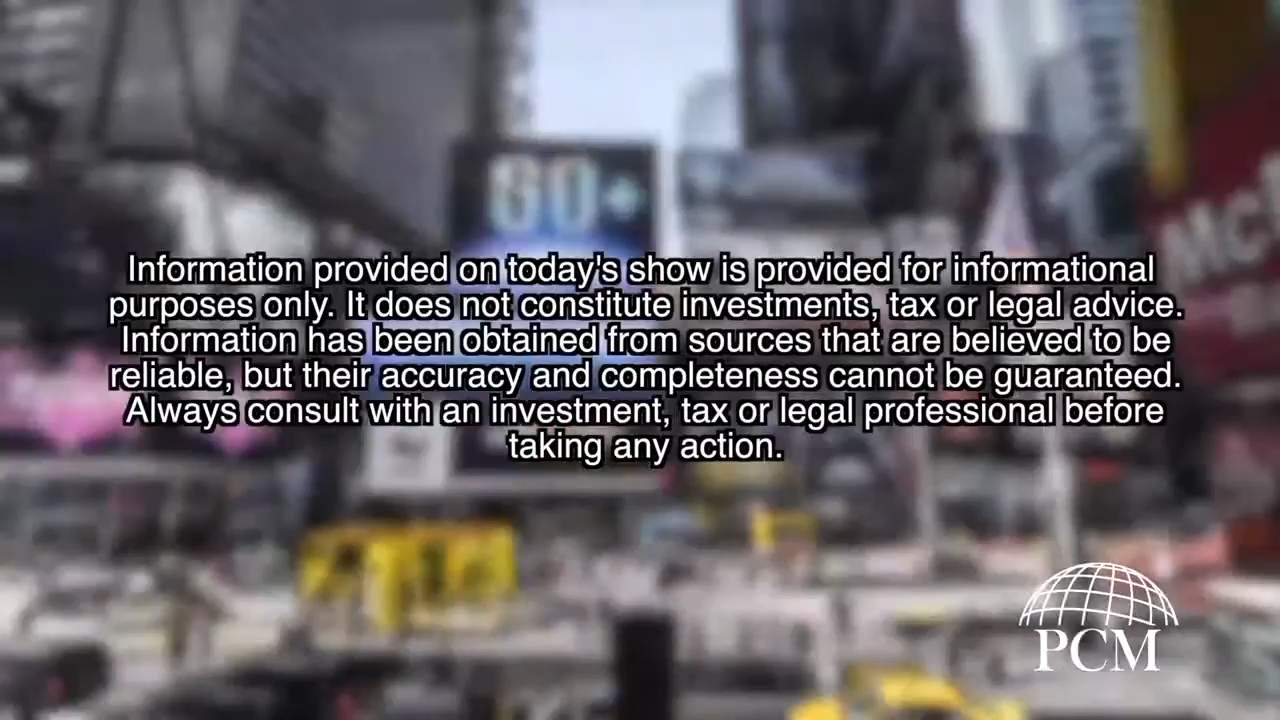 60+
Information provided on today's show is provided for informational
purposes only. It does not constitute investments, tax or legal advice.
Information has been obtained from sources that are believed to be
reliable, but their accuracy and completeness cannot be guaranteed.
Always consult with an investment, tax or legal professional before
taking any action.
PCM